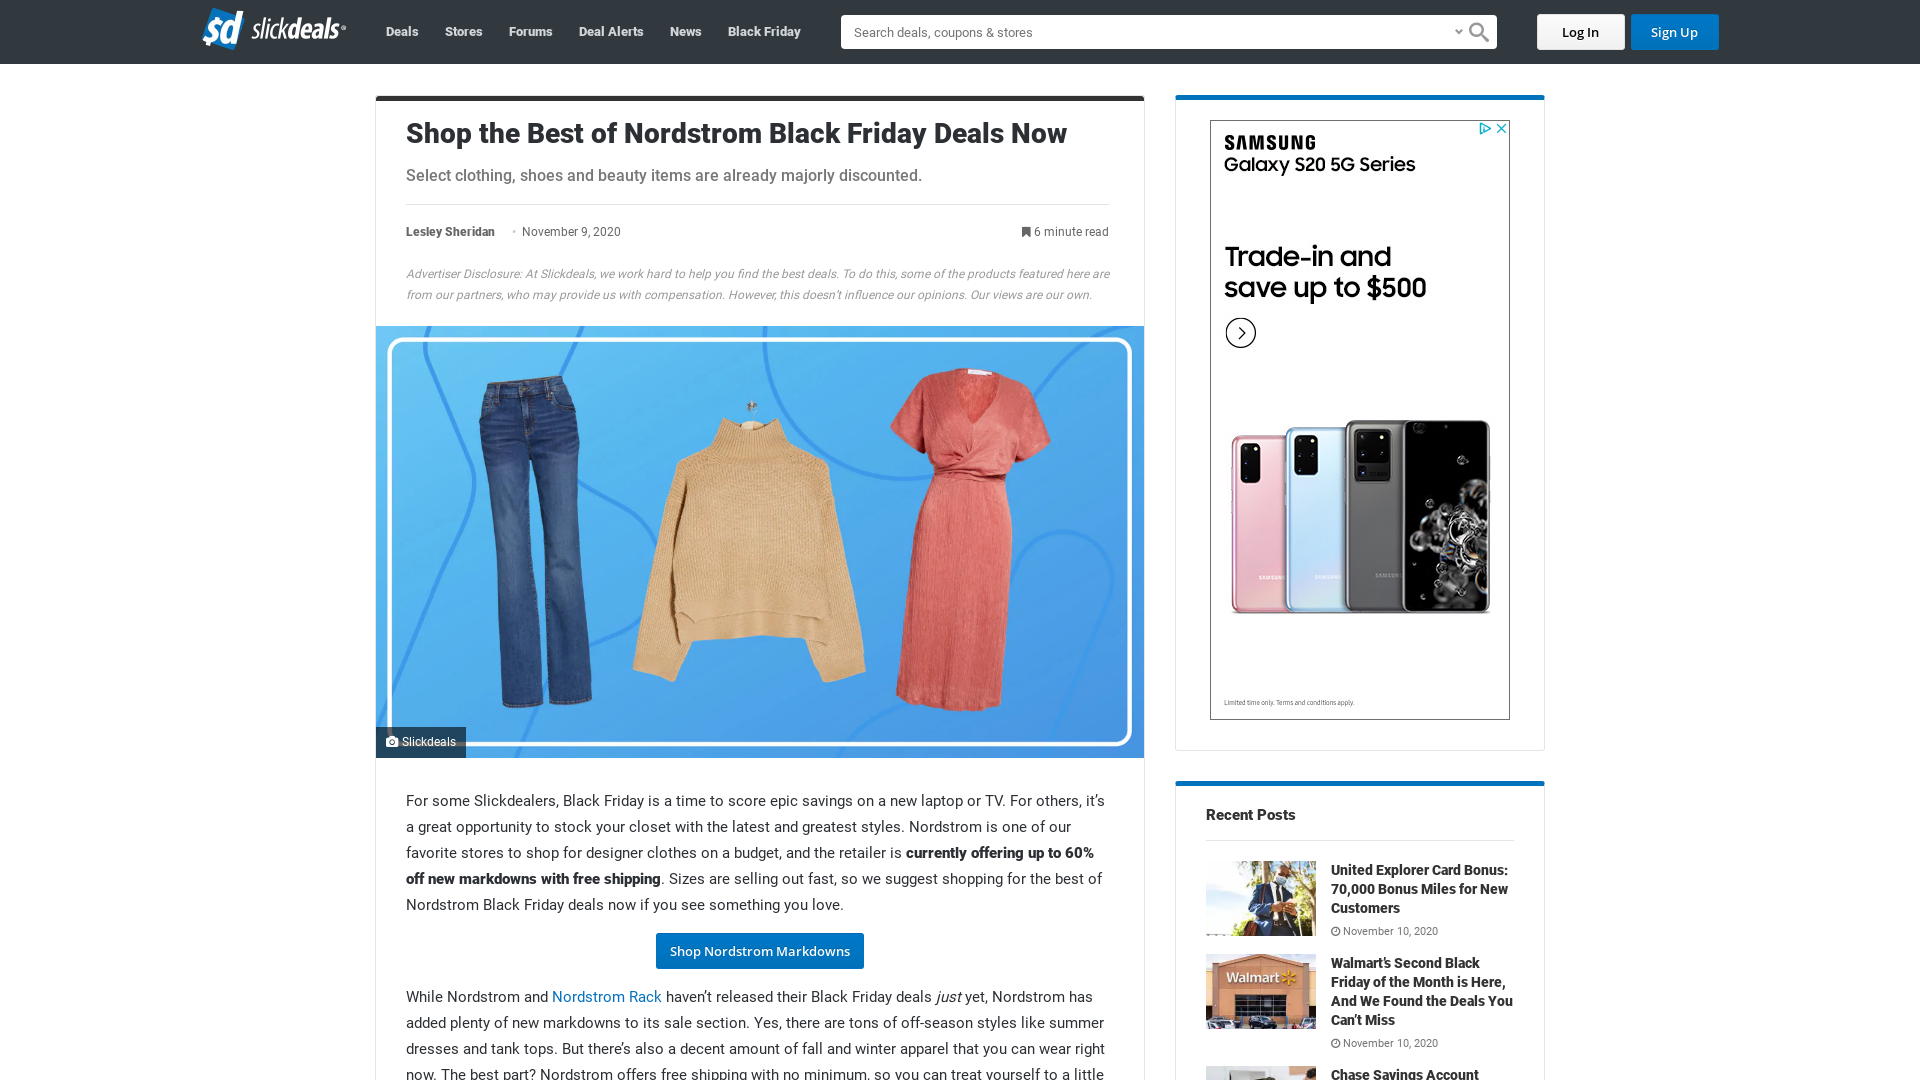 sd slickdeals
Deals
Stores
Forums
Deal Alerts
News
Black Friday
Search deals, coupons & stores
Log In
Sign Up
Shop the Best of Nordstrom Black Friday Deals Now
Select clothing, shoes and beauty items are already majorly discounted.
Lesley Sheridan • November 9, 2020
6 minute read
Advertiser Disclosure: At Slickdeals, we work hard to help you find the best deals. To do this, some of the products featured here are
from our partners, who may provide us with compensation. However, this doesn’t influence our opinions. Our views are our own.
Slickdeals
For some Slickdealers, Black Friday is a time to score epic savings on a new laptop or TV. For others, it’s
a great opportunity to stock your closet with the latest and greatest styles. Nordstrom is one of our
favorite stores to shop for designer clothes on a budget, and the retailer is currently offering up to 60%
off new markdowns with free shipping. Sizes are selling out fast, so we suggest shopping for the best of
Nordstrom Black Friday deals now if you see something you love.
Shop Nordstrom Markdowns
While Nordstrom and Nordstrom Rack haven’t released their Black Friday deals just yet, Nordstrom has
added plenty of new markdowns to its sale section. Yes, there are tons of off-season styles like summer
dresses and tank tops. But there’s also a decent amount of fall and winter apparel that you can wear right
now. The best part? Nordstrom offers free shipping with no minimum, so you can treat yourself to a little
SAMSUNG
Galaxy S20 5G Series
Trade-in and
save up to $500
SAMSUNG
SAMSUNG
SAMSUNG
Limited time only. Terms and conditions apply.
Recent Posts
United Explorer Card Bonus:
70,000 Bonus Miles for New
Customers
November 10, 2020
Walmart
Walmart’s Second Black
Friday of the Month is Here,
And We Found the Deals You
Can’t Miss
November 10, 2020
Chase Savings Account